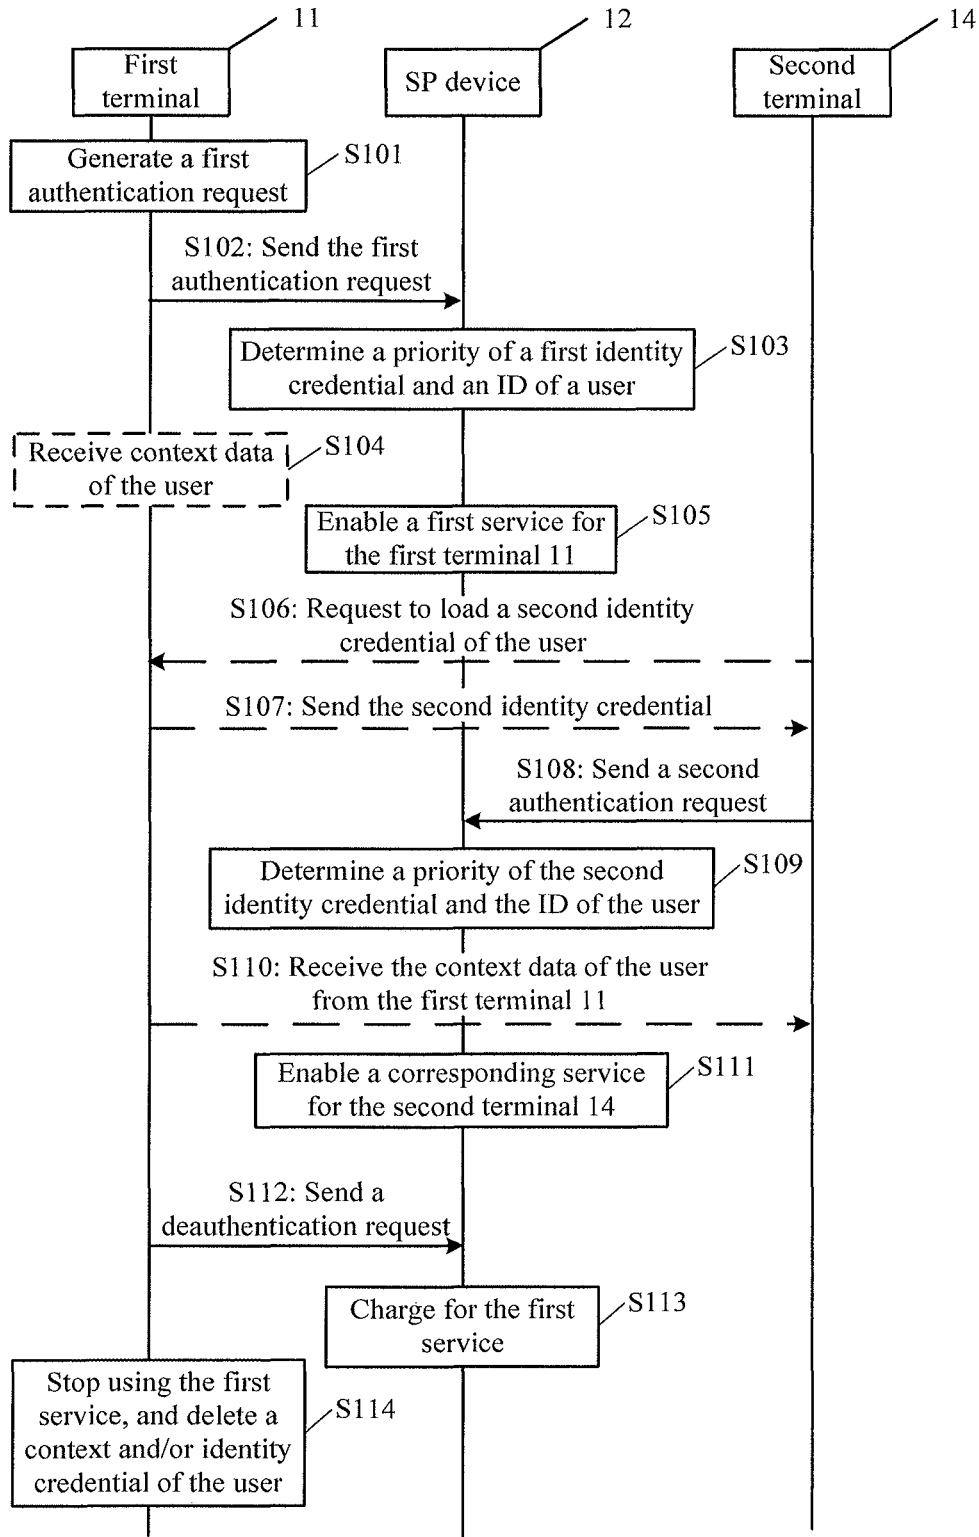 11
12
14
First
terminal
SP device
Second
terminal
Generate a first
authentication request
S101
S102: Send the first
authentication request
Determine a priority of a first identity
credential and an ID of a user
S103
Receive context data
of the user
S104
Enable a first service for
the first terminal 11
S105
S106: Request to load a second identity
credential of the user
S107: Send the second identity credential
S108: Send a second
authentication request
Determine a priority of the second
identity credential and the ID of the user
S109
S110: Receive the context data of the user
from the first terminal 11
Enable a corresponding service
for the second terminal 14
S111
S112: Send a
deauthentication request
Charge for the first
service
S113
Stop using the first
service, and delete a
context and/or identity
credential of the user
S114